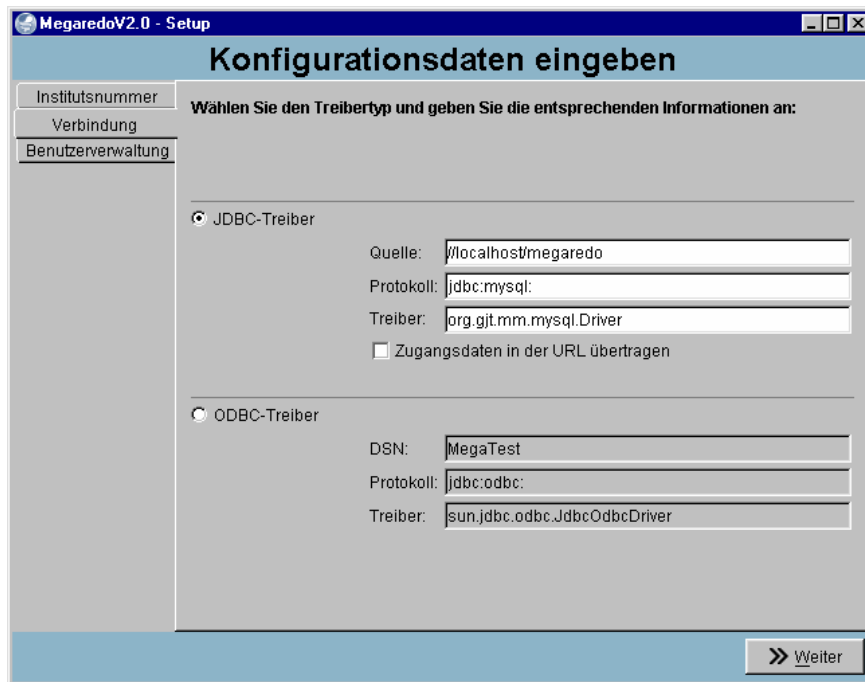 MegaredoV2.0 - Setup
Konfigurationsdaten eingeben
Institutsnummer
Verbindung
Benutzerverwaltung
Wählen Sie den Treibertyp und geben Sie die entsprechenden Informationen an:
JDBC-Treiber
Quelle: //localhost/megaredo
Protokoll: jdbc:mysql:
Treiber: org.gjt.mm.mysql.Driver
Zugangsdaten in der URL übertragen
ODBC-Treiber
DSN: MegaTest
Protokoll: jdbc:odbc:
Treiber: sun.jdbc.odbc.JdbcOdbcDriver
Weiter